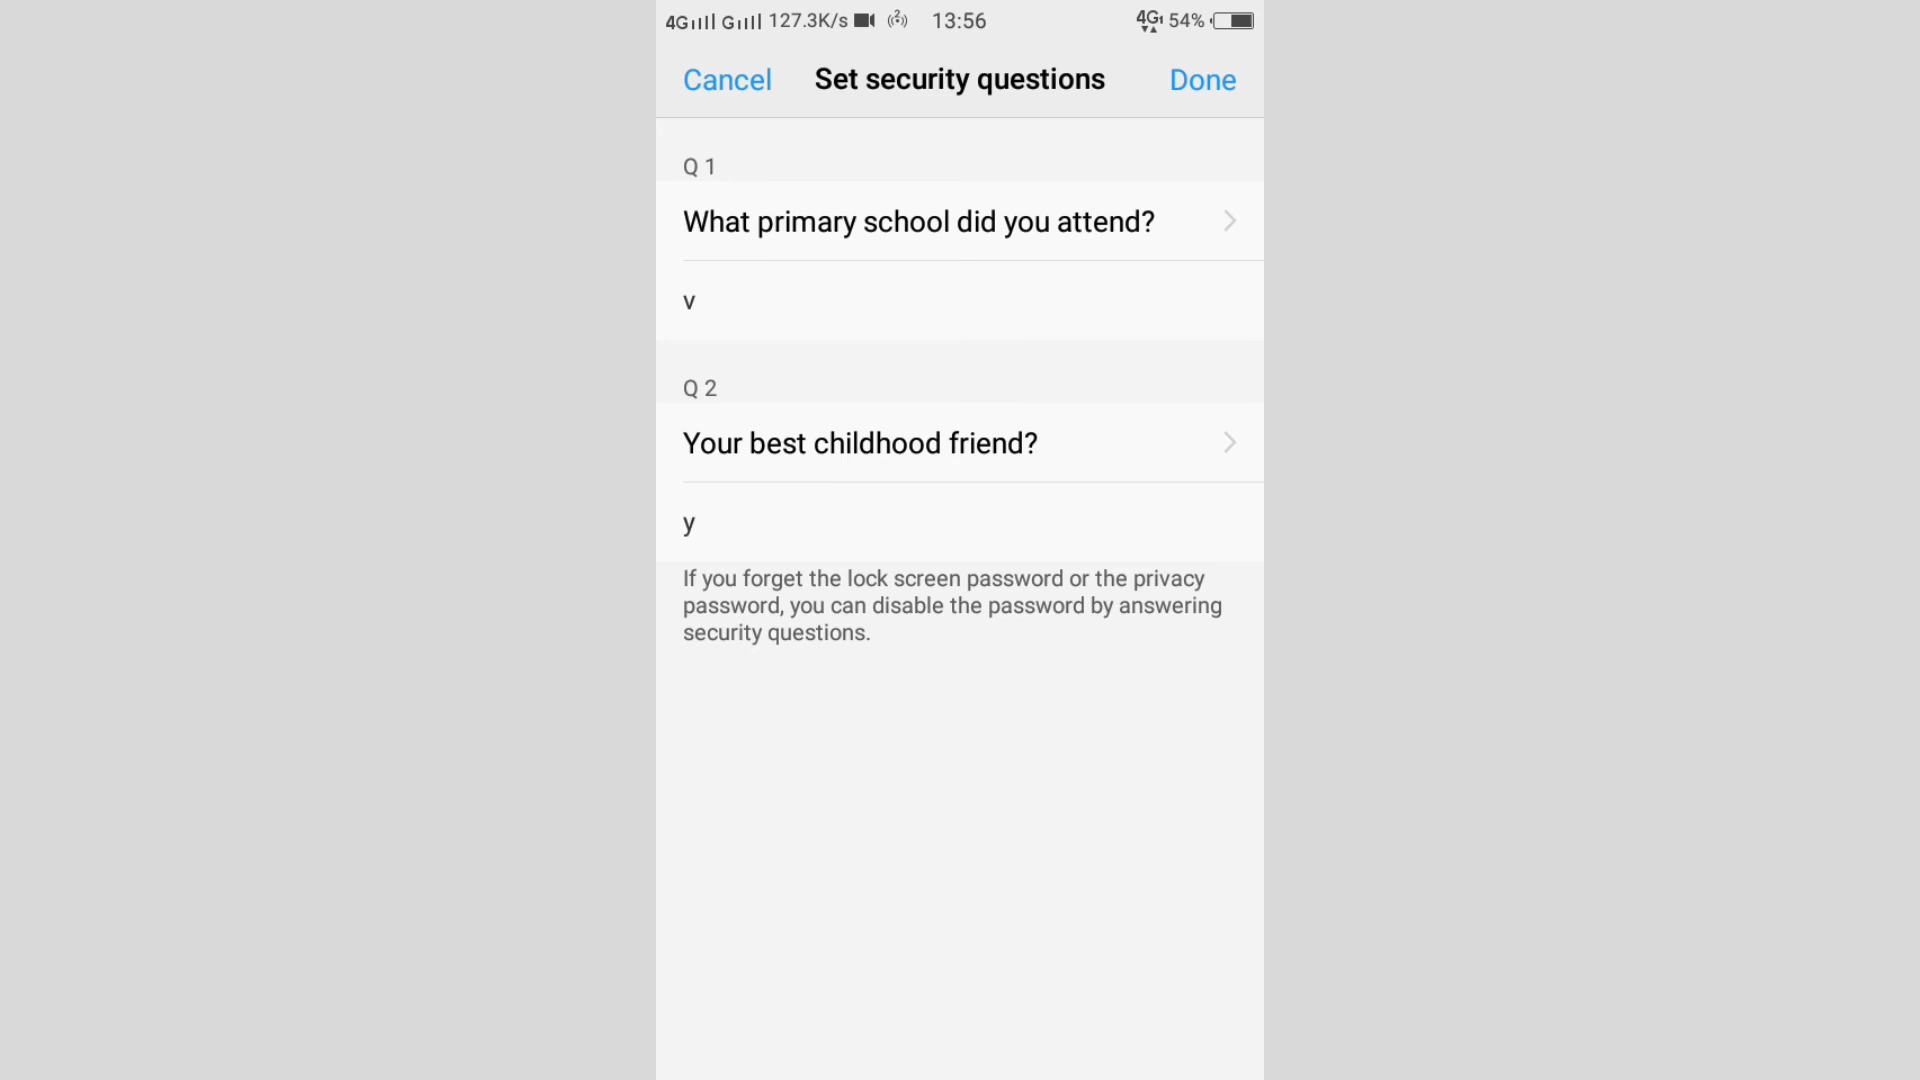 4G G 127.3K/s 2 13:56 4G 54%
Cancel Set security questions Done
Q 1
What primary school did you attend?
v
Q 2
Your best childhood friend?
y
If you forget the lock screen password or the privacy
password, you can disable the password by answering
security questions.